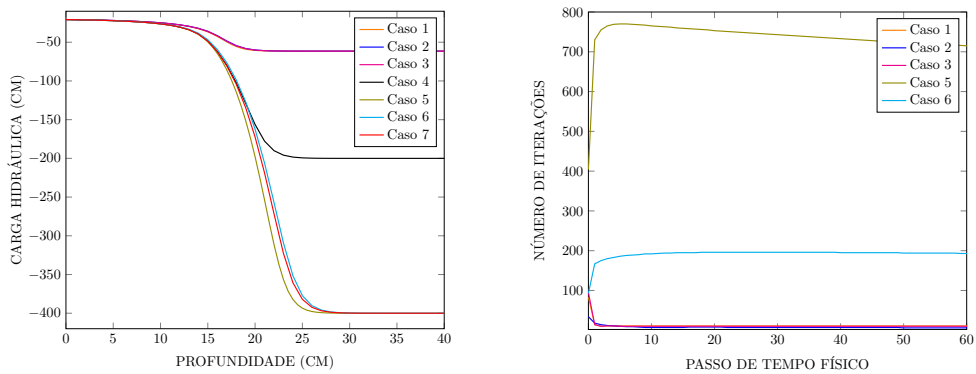 −50
−100
−150
−200
−250
−300
−350
−400
0
5
10
15
20
25
30
35
40
PROFUNDIDADE (CM)
CARGA HIDRÁULICA (CM)
Caso 1
Caso 2
Caso 3
Caso 4
Caso 5
Caso 6
Caso 7
800
700
600
500
400
300
200
100
0
10
20
30
40
50
60
PASSO DE TEMPO FÍSICO
NÚMERO DE ITERAÇÕES
Caso 1
Caso 2
Caso 3
Caso 5
Caso 6